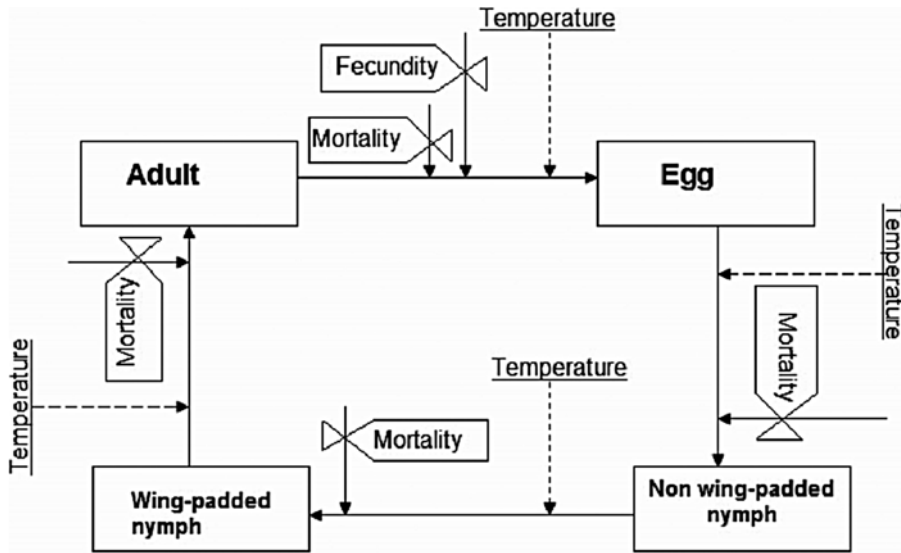 Temperature
Fecundity
Mortality
Adult
Egg
Temperature
Mortality
Mortality
Temperature
Temperature
Mortality
Wing-padded
nymph
Non wing-padded
nymph